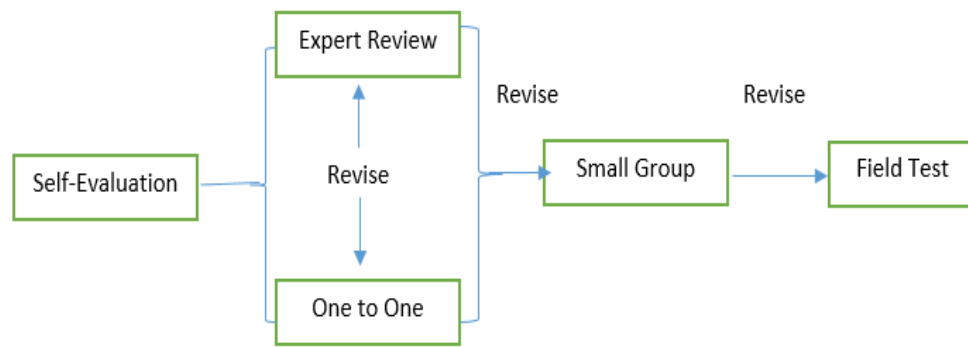 Expert Review
Revise
Revise
Self-Evaluation
Revise
Small Group
Field Test
One to One